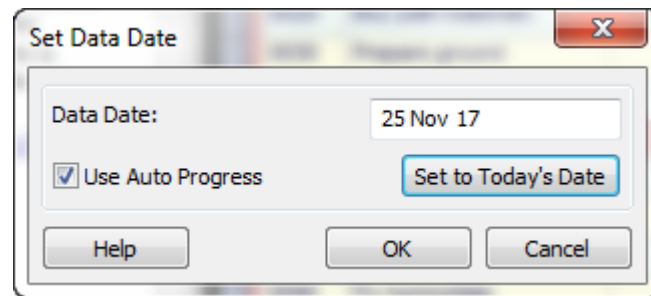 Set Data Date
Data Date: 25 Nov 17
Use Auto Progress Set to Today's Date
Help OK Cancel